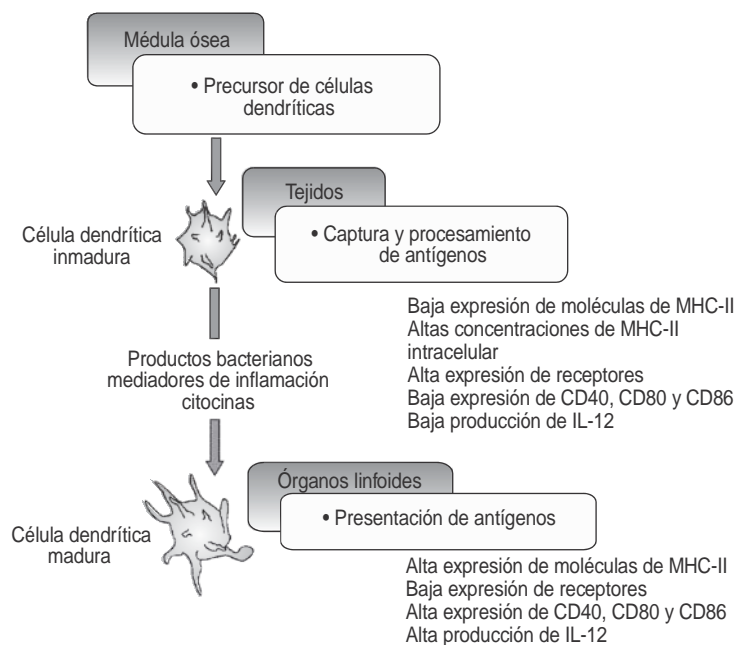 Médula ósea
• Precursor de células
dendríticas
Tejidos
Célula dendrítica
inmadura
• Captura y procesamiento
de antígenos
Baja expresión de moléculas de MHC-II
Altas concentraciones de MHC-II
intracelular
Alta expresión de receptores
Baja expresión de CD40, CD80 y CD86
Baja producción de IL-12
Productos bacterianos
mediadores de inflamación
citocinas
Órganos linfoides
• Presentación de antígenos
Célula dendrítica
madura
Alta expresión de moléculas de MHC-II
Baja expresión de receptores
Alta expresión de CD40, CD80 y CD86
Alta producción de IL-12